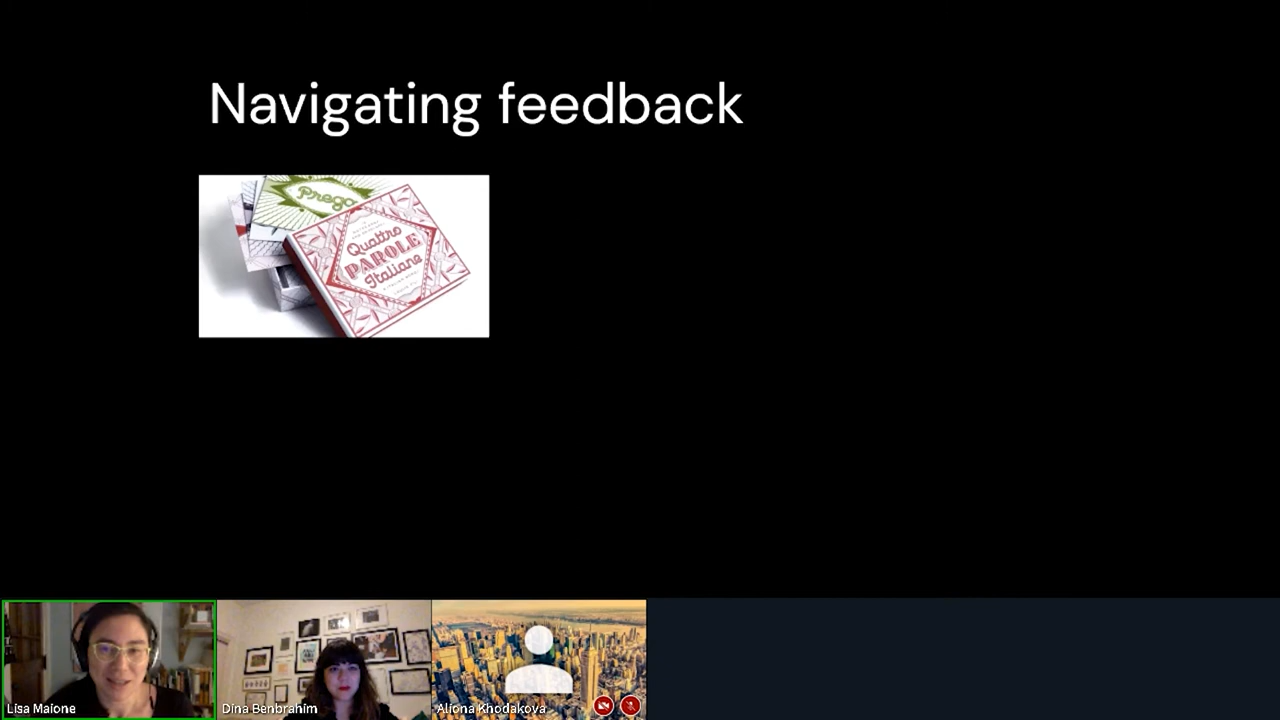 Navigating feedback
Prego
Quattro
PAROLE
Italiane
Lisa Maione
Dina Benbrahim
Aliona Khodakova